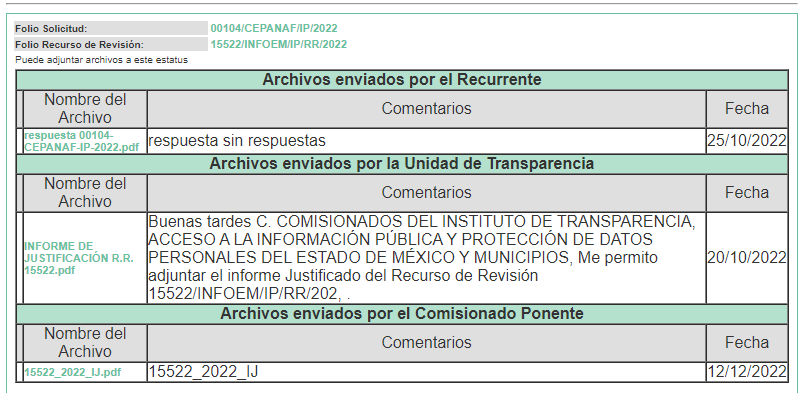 Folio Solicitud: 00104/CEPANAF/IP/2022
Folio Recurso de Revisión: 15522/INFOEM/IP/RR/2022
Puede adjuntar archivos a este estatus
Archivos enviados por el Recurrente
Nombre del Archivo Comentarios Fecha
respuesta 00104-
CEPANAF-IP-2022.pdf respuesta sin respuestas 25/10/2022
Archivos enviados por la Unidad de Transparencia
Nombre del Archivo Comentarios Fecha
INFORME DE
JUSTIFICACIÓN R.R.
15522.pdf
Buenas tardes C. COMISIONADOS DEL INSTITUTO DE TRANSPARENCIA,
ACCESO A LA INFORMACIÓN PÚBLICA Y PROTECCIÓN DE DATOS
PERSONALES DEL ESTADO DE MÉXICO Y MUNICIPIOS, Me permito
adjuntar el informe Justificado del Recurso de Revisión
15522/INFOEM/IP/RR/202, .
20/10/2022
Archivos enviados por el Comisionado Ponente
Nombre del Archivo Comentarios Fecha
15522_2022_IJ.pdf 15522_2022_IJ 12/12/2022